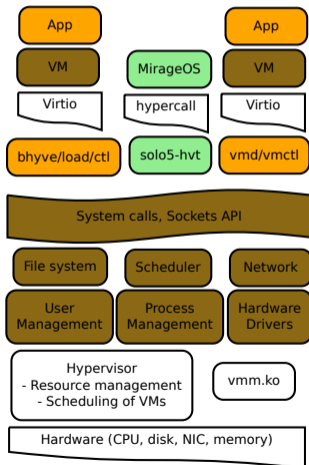 App
App
VM
MirageOS
VM
Virtio
hypercall
Virtio
bhyve/load/ctl
solo5-hvt
vmd/vmctl
System calls, Sockets API
File system
Scheduler
Network
User
Management
Process
Management
Hardware
Drivers
Hypervisor
- Resource management
- Scheduling of VMs
vmm.ko
Hardware (CPU, disk, NIC, memory)